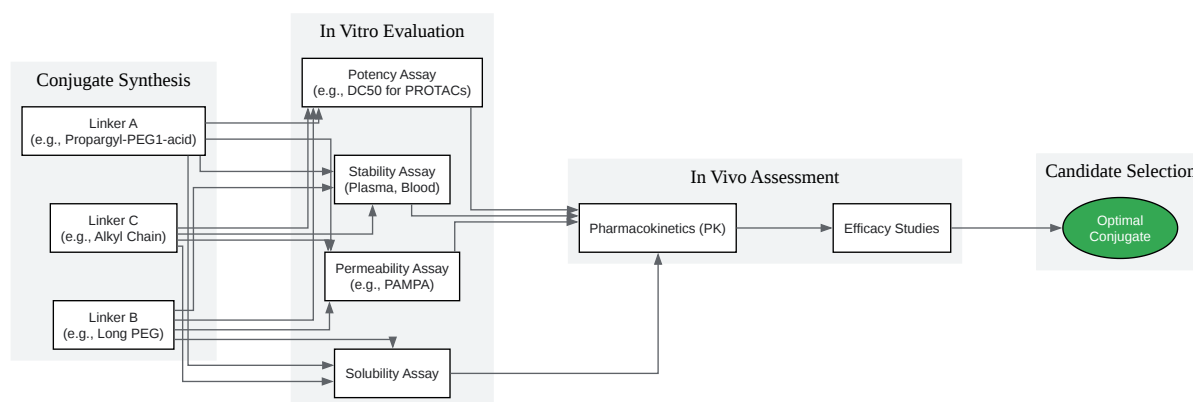 Conjugate Synthesis
Linker A
(e.g., Propargyl-PEG1-acid)
Linker C
(e.g., Alkyl Chain)
Linker B
(e.g., Long PEG)
In Vitro Evaluation
Potency Assay
(e.g., DC50 for PROTACs)
Stability Assay
(Plasma, Blood)
Permeability Assay
(e.g., PAMPA)
Solubility Assay
In Vivo Assessment
Pharmacokinetics (PK)
Efficacy Studies
Candidate Selection
Optimal
Conjugate